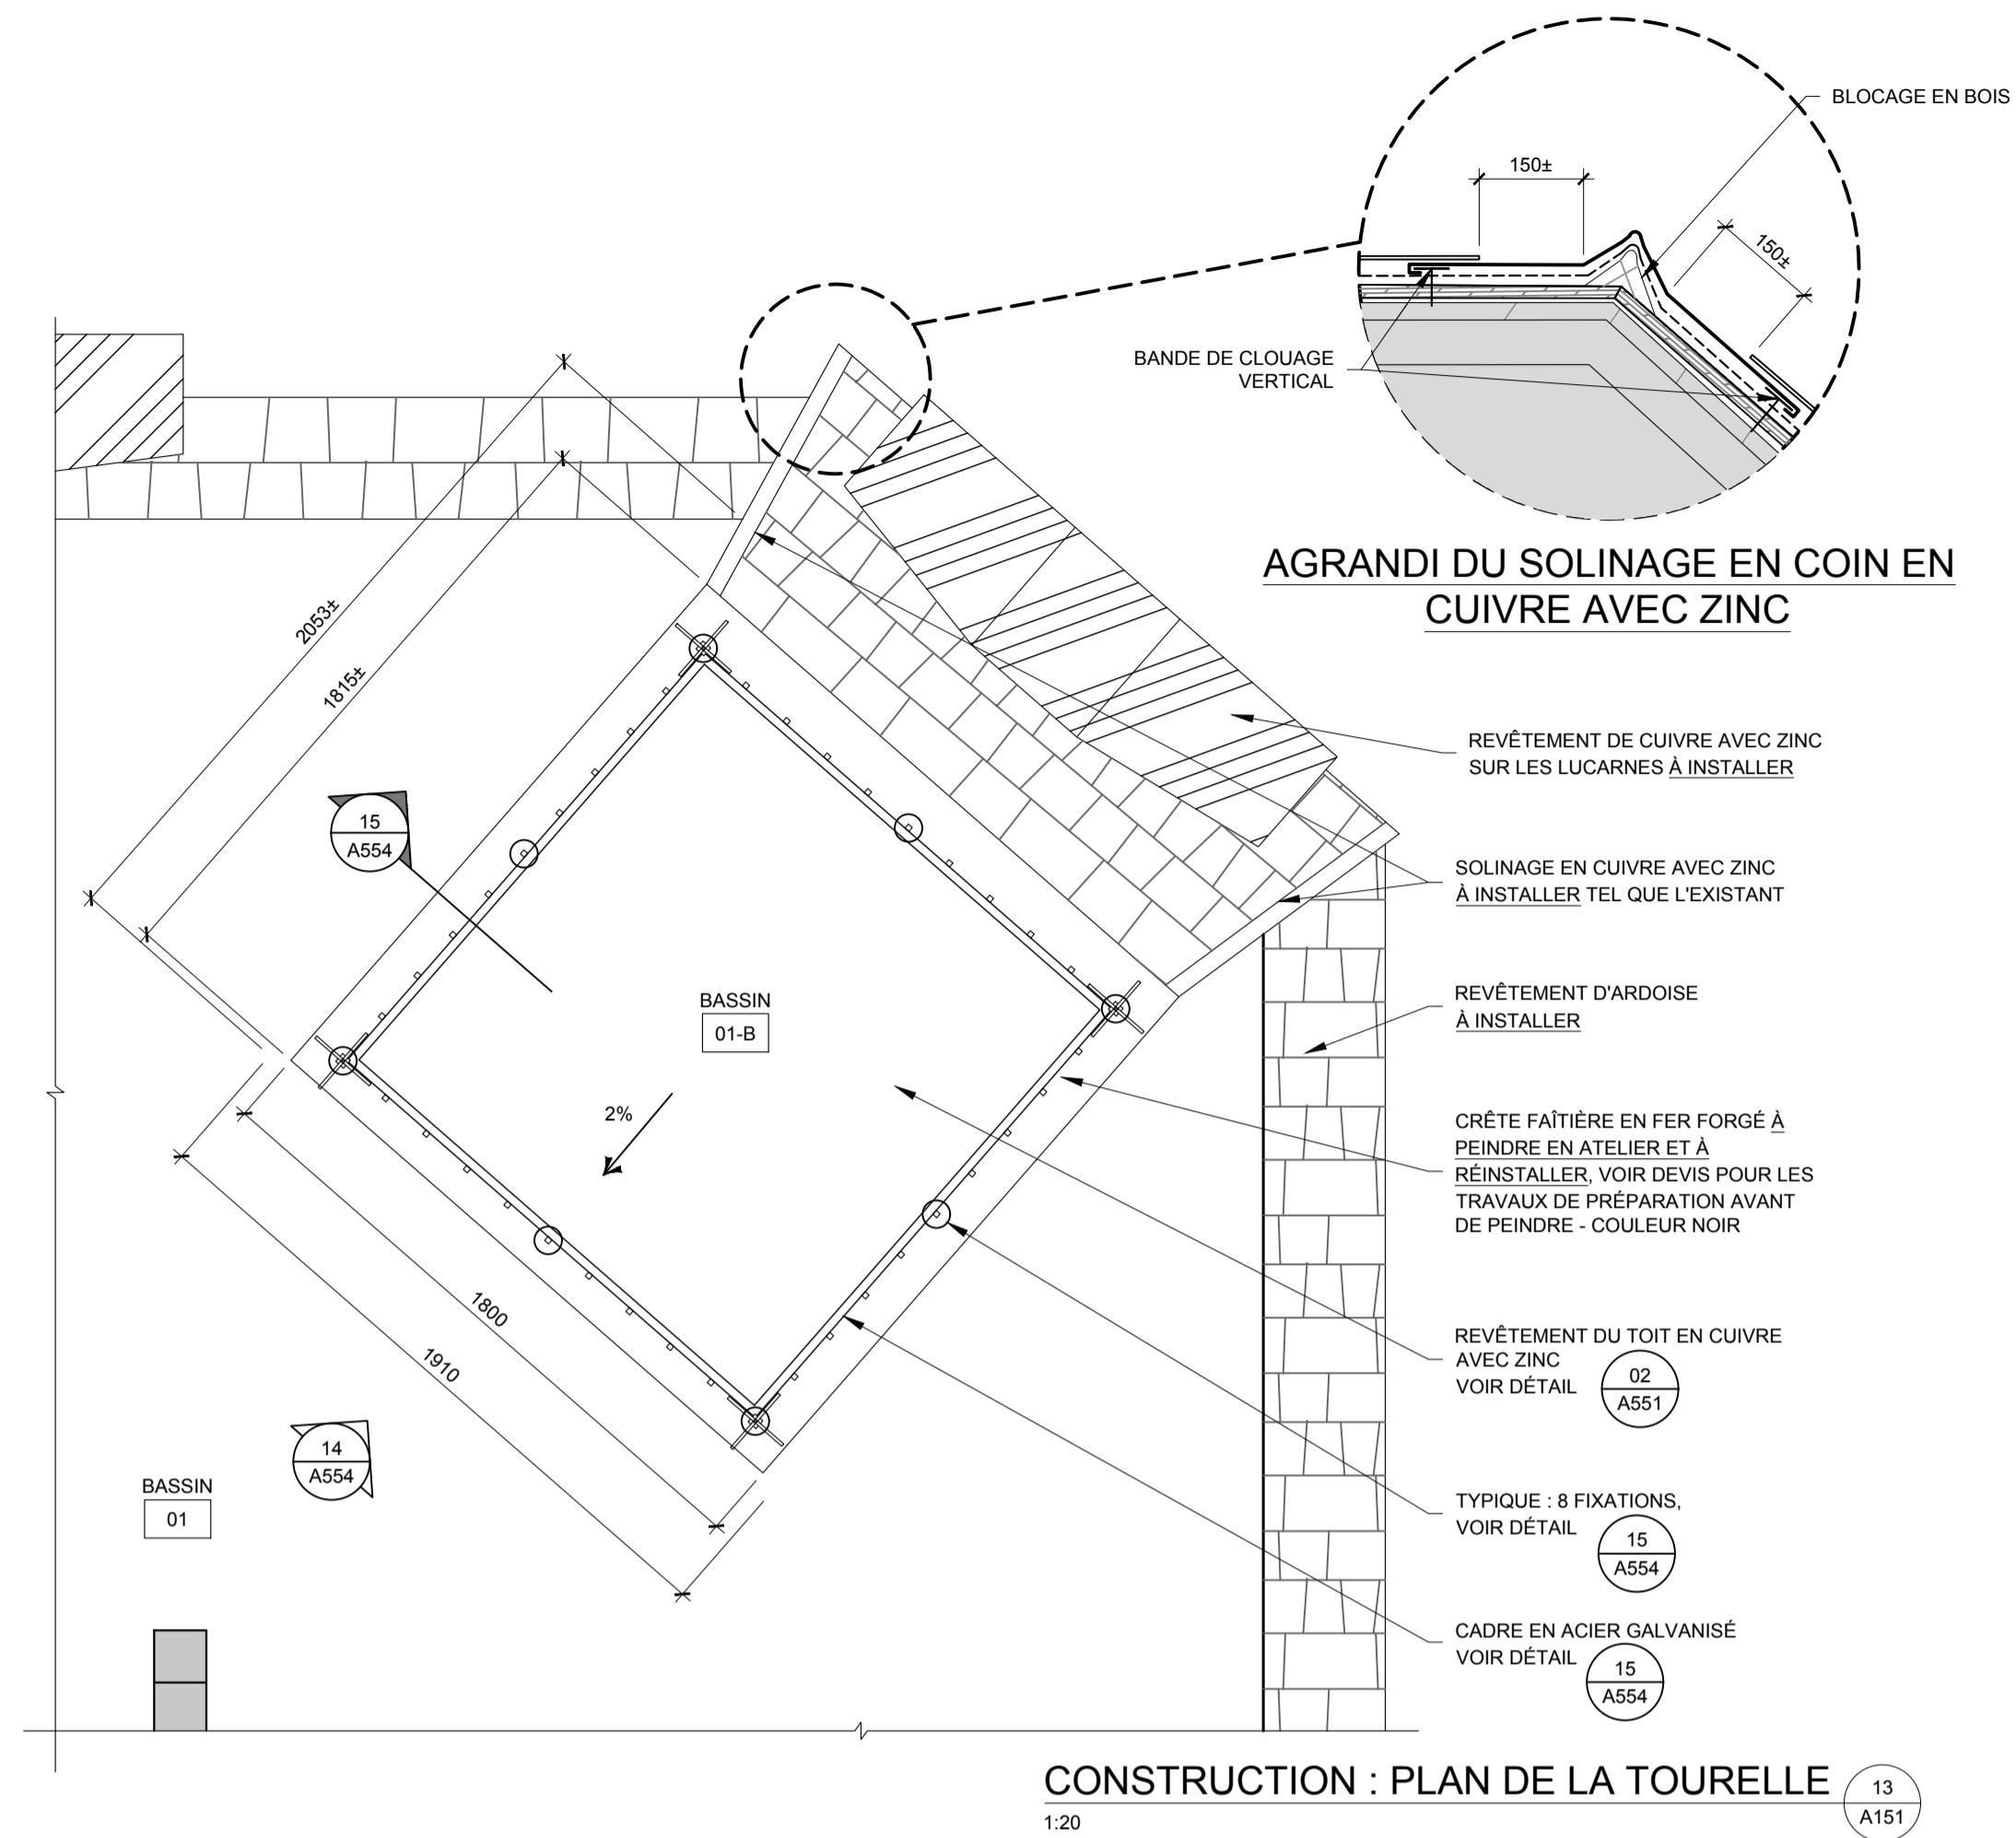 BLOCAGE EN BOIS
150±
150±
BANDE DE CLOUAGE
VERTICAL
AGRANDI DU SOLINAGE EN COIN EN
CUIVRE AVEC ZINC
2053±
1815±
REVÊTEMENT DE CUIVRE AVEC ZINC
SUR LES LUCARNES À INSTALLER
15
A554
SOLINAGE EN CUIVRE AVEC ZINC
À INSTALLER TEL QUE L'EXISTANT
BASSIN
01-B
REVÊTEMENT D'ARDOISE
À INSTALLER
2%
CRÊTE FAÎTIÈRE EN FER FORGÉ À
PEINDRE EN ATELIER ET À
RÉINSTALLER, VOIR DEVIS POUR LES
TRAVAUX DE PRÉPARATION AVANT
DE PEINDRE - COULEUR NOIR
1800
1910
REVÊTEMENT DU TOIT EN CUIVRE
AVEC ZINC
VOIR DÉTAIL
02
A551
14
A554
BASSIN
01
TYPIQUE : 8 FIXATIONS,
VOIR DÉTAIL
15
A554
CADRE EN ACIER GALVANISÉ
VOIR DÉTAIL
15
A554
CONSTRUCTION : PLAN DE LA TOURELLE
13
A151
1:20